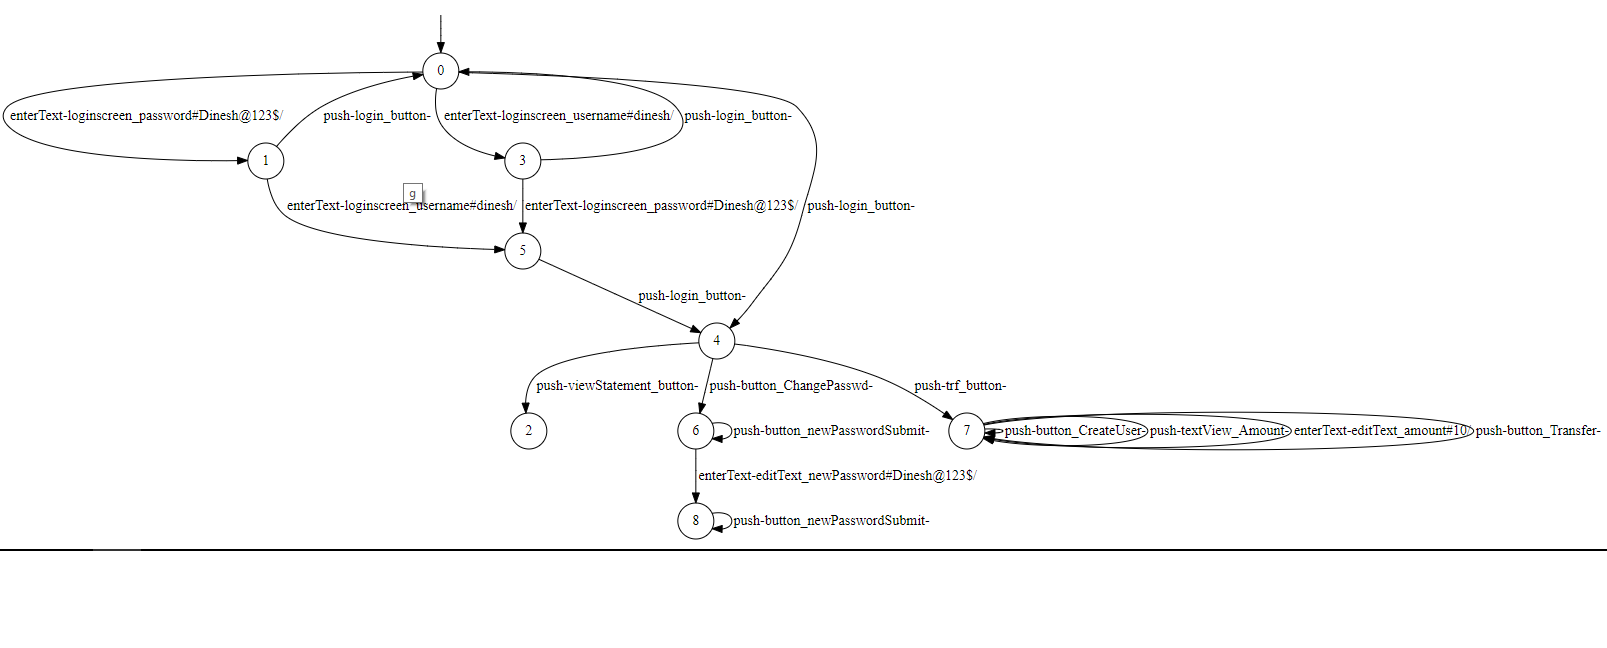 0
enterText-loginscreen_password#Dinesh@123$/
push-login_button-
enterText-loginscreen_username#dinesh/
push-login_button-
1
3
g
enterText-loginscreen_username#dinesh/
enterText-loginscreen_password#Dinesh@123$/
push-login_button-
5
push-login_button-
4
push-viewStatement_button-
push-button_ChangePasswd-
push-trf_button-
2
6
push-button_newPasswordSubmit-
7
push-button_CreateUser-
push-textView_Amount-
enterText-editText_amount#10/
push-button_Transfer-
enterText-editText_newPassword#Dinesh@123$/
8
push-button_newPasswordSubmit-